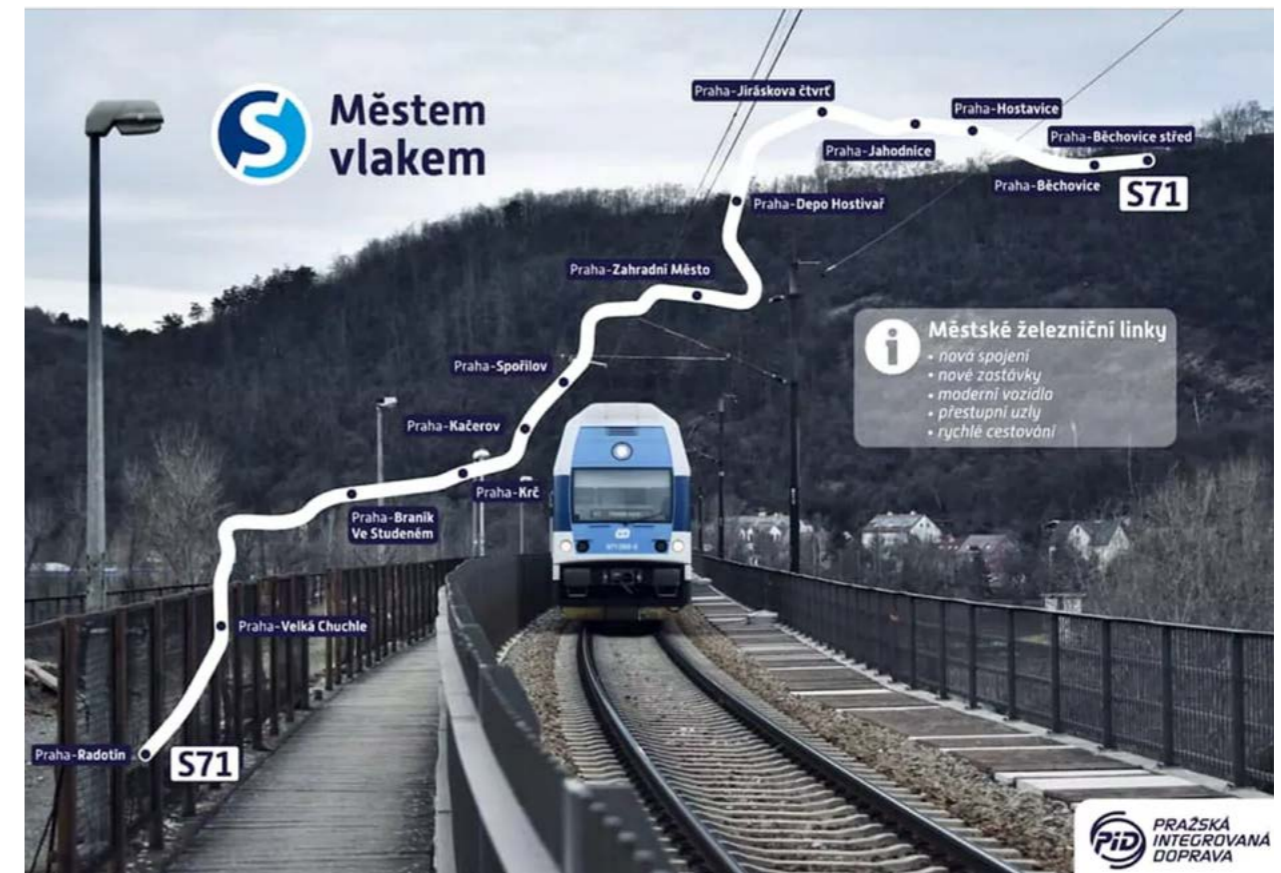 S
Městem
vlakem
Praha-Jiráskova čtvrť
Praha-Hostavice
Praha-Jahodnice
Praha-Běchovice střed
Praha-Běchovice
S71
Praha-Depo Hostivař
Praha-Zahradní Město
i
Městské železniční linky
• nová spojení
• nové zastávky
• moderní vozidla
• přestupní uzly
• rychlé cestování
Praha-Spořilov
Praha-Kačerov
Praha-Krč
Praha-Braník
Ve Studeném
Praha-Velká Chuchle
Praha-Radotín
S71
PID
PRAŽSKÁ
INTEGROVANÁ
DOPRAVA